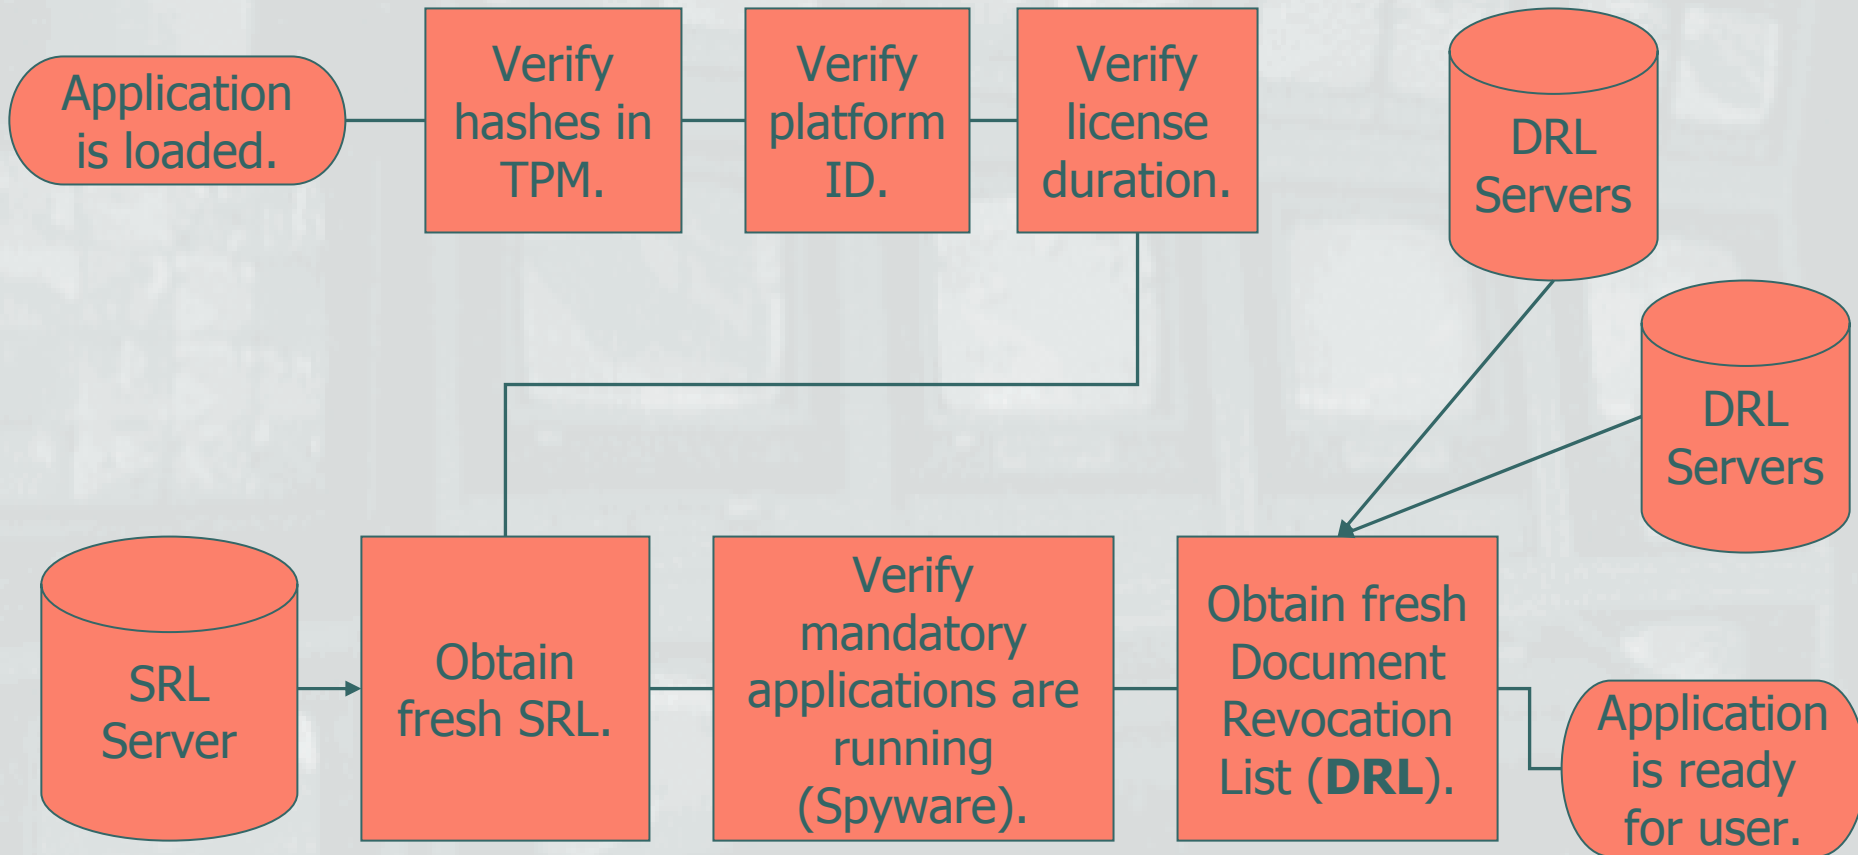 Application
is loaded.
Verify
hashes in
TPM.
Verify
platform
ID.
Verify
license
duration.
DRL
Servers
DRL
Servers
SRL
Server
Obtain
fresh SRL.
Verify
mandatory
applications are
running
(Spyware).
Obtain fresh
Document
Revocation
List (DRL).
Application
is ready
for user.